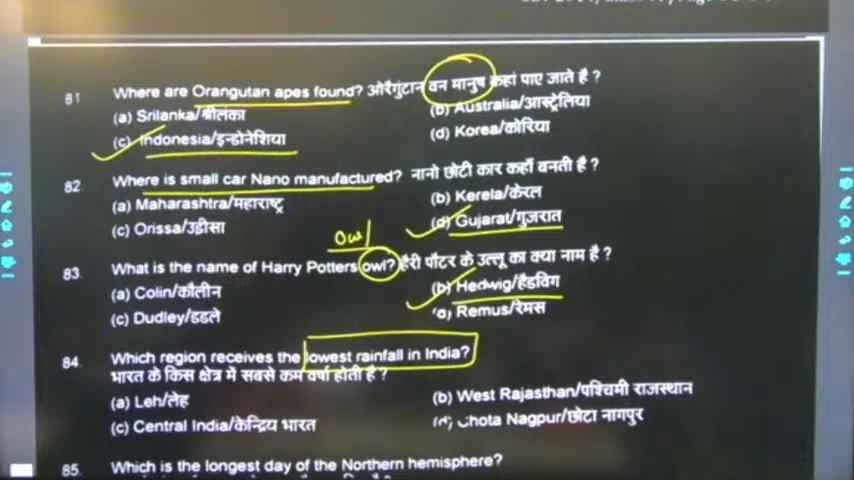 81 Where are Orangutan apes found? ओरैगुंटान वन मानुष कहां पाए जाते है ?
(a) Srilanka/श्रीलंका (b) Australia/आस्ट्रेलिया
(c) Indonesia/इन्डोनेशिया (d) Korea/कोरिया
82 Where is small car Nano manufactured? नानो छोटी कार कहाँ बनती है ?
(a) Maharashtra/महाराष्ट्र (b) Kerela/केरल
(c) Orissa/उड़ीसा (d) Gujarat/गुजरात
Owl
83. What is the name of Harry Potters owl? हैरी पौटर के उल्लू का क्या नाम है ?
(a) Colin/कौलीन (b) Hedwig/हैडविग
(c) Dudley/डडले (d) Remus/रेमस
84. Which region receives the lowest rainfall in India?
भारत के किस क्षेत्र में सबसे कम वर्षा होती है ?
(a) Leh/लेह (b) West Rajasthan/पश्चिमी राजस्थान
(c) Central India/केन्द्रिय भारत (d) Chota Nagpur/छोटा नागपुर
85. Which is the longest day of the Northern hemisphere?